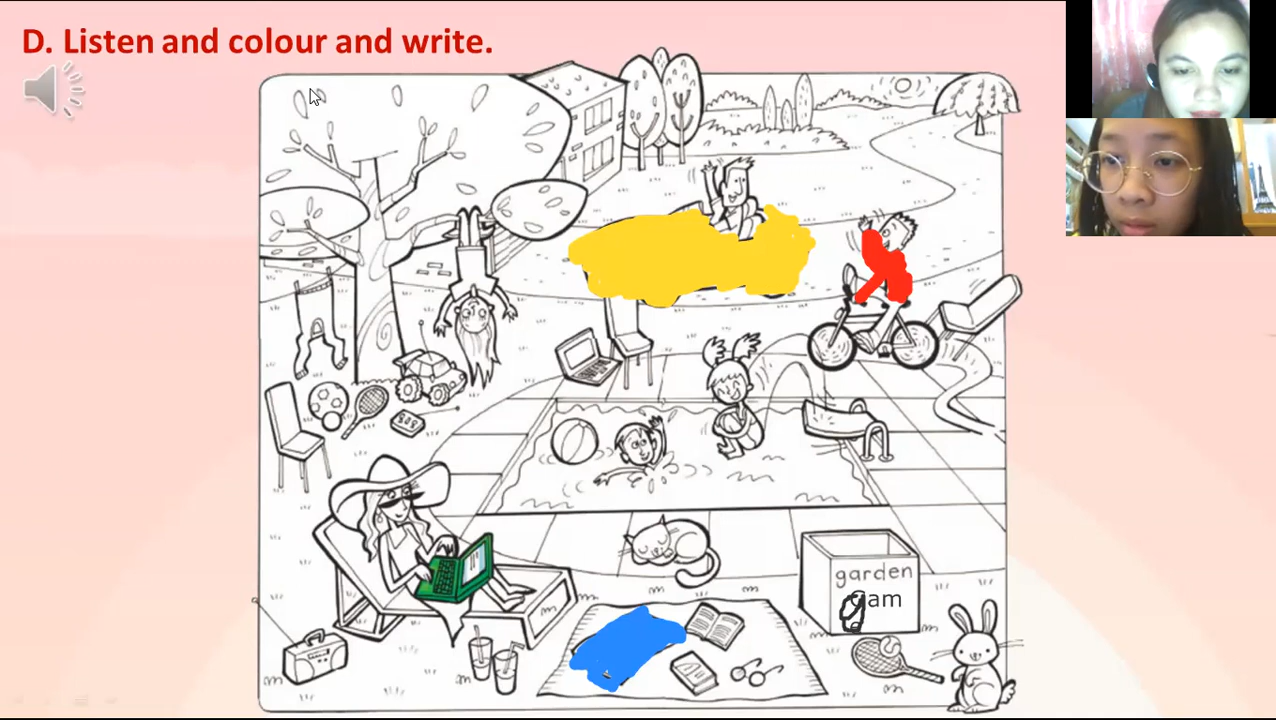 D. Listen and colour and write.
garden
am